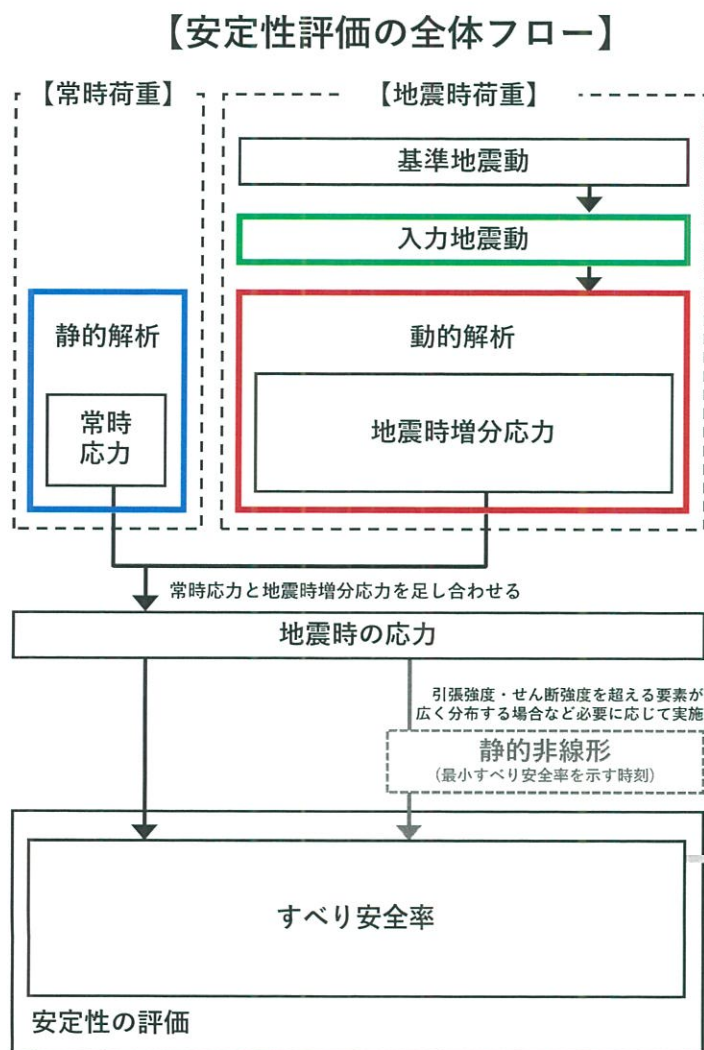 【安定性評価の全体フロー】
【常時荷重】
【地震時荷重】
基準地震動
入力地震動
静的解析
常時
応力
動的解析
地震時増分応力
常時応力と地震時増分応力を足し合わせる
地震時の応力
引張強度・せん断強度を超える要素が
広く分布する場合など必要に応じて実施
静的非線形
(最小すべり安全率を示す時刻)
すべり安全率
安定性の評価